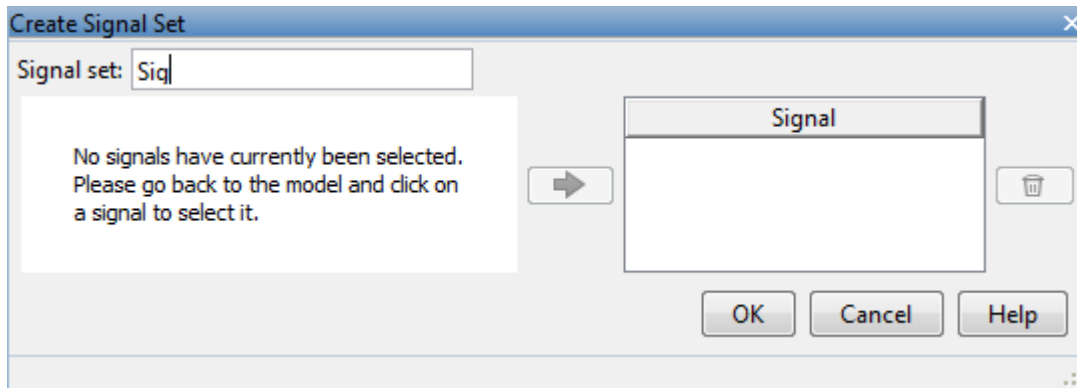 Create Signal Set
Signal set: Sig
No signals have currently been selected.
Please go back to the model and click on
a signal to select it.
Signal
OK Cancel Help